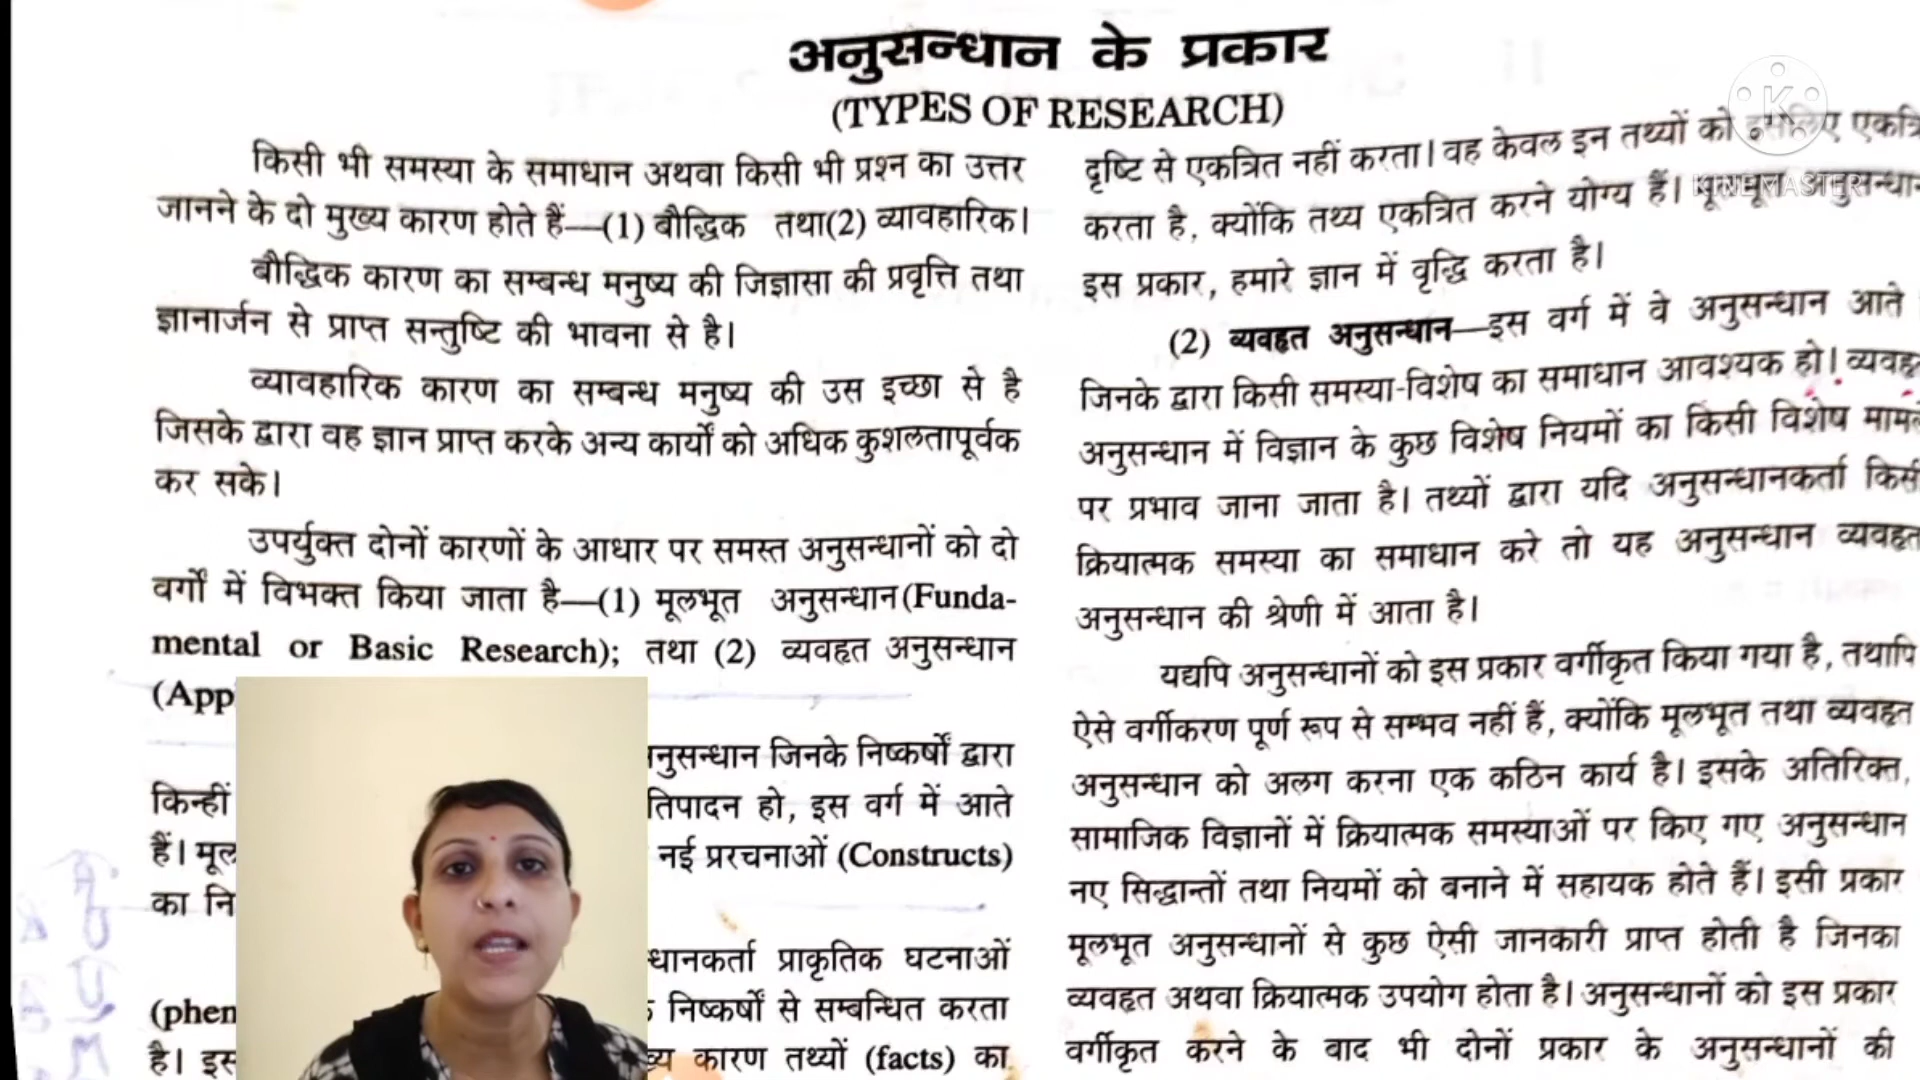 अनुसन्धान के प्रकार
(TYPES OF RESEARCH)
किसी भी समस्या के समाधान अथवा किसी भी प्रश्न का उत्तर
जानने के दो मुख्य कारण होते हैं—(1) बौद्धिक तथा(2) व्यावहारिक।
बौद्धिक कारण का सम्बन्ध मनुष्य की जिज्ञासा की प्रवृत्ति तथा
ज्ञानार्जन से प्राप्त सन्तुष्टि की भावना से है।
व्यावहारिक कारण का सम्बन्ध मनुष्य की उस इच्छा से है
जिसके द्वारा वह ज्ञान प्राप्त करके अन्य कार्यों को अधिक कुशलतापूर्वक
कर सके।
उपर्युक्त दोनों कारणों के आधार पर समस्त अनुसन्धानों को दो
वर्गों में विभक्त किया जाता है—(1) मूलभूत अनुसन्धान(Funda-
mental or Basic Research); तथा (2) व्यवहृत अनुसन्धान
(App
जिनके निष्कर्षों द्वारा
किन्हीं हो, इस वर्ग में आते
हैं। नई प्ररचनाओं (Constructs)
का
प्राकृतिक घटनाओं
(phen निष्कर्षों से सम्बन्धित करता
है। कारण तथ्यों (facts) का
दृष्टि से एकत्रित नहीं करता। वह केवल इन तथ्यों को इसलिए
करता है, क्योंकि तथ्य एकत्रित करने योग्य हैं।
इस प्रकार, हमारे ज्ञान में वृद्धि करता है।
(2) व्यवहृत अनुसन्धान—इस वर्ग में वे अनुसन्धान आते
जिनके द्वारा किसी समस्या-विशेष का समाधान आवश्यक हो।
अनुसन्धान में विज्ञान के कुछ विशेष नियमों का किसी विशेष
पर प्रभाव जाना जाता है। तथ्यों द्वारा यदि अनुसन्धानकर्ता किसी
क्रियात्मक समस्या का समाधान करे तो यह अनुसन्धान व्यवहृत
अनुसन्धान की श्रेणी में आता है।
यद्यपि अनुसन्धानों को इस प्रकार वर्गीकृत किया गया है, तथापि
ऐसे वर्गीकरण पूर्ण रूप से सम्भव नहीं हैं, क्योंकि मूलभूत तथा व्यवहृत
अनुसन्धान को अलग करना एक कठिन कार्य है। इसके अतिरिक्त,
सामाजिक विज्ञानों में क्रियात्मक समस्याओं पर किए गए अनुसन्धान
नए सिद्धान्तों तथा नियमों को बनाने में सहायक होते हैं। इसी प्रकार
मूलभूत अनुसन्धानों से कुछ ऐसी जानकारी प्राप्त होती है जिनका
व्यवहृत अथवा क्रियात्मक उपयोग होता है। अनुसन्धानों को इस प्रकार
वर्गीकृत करने के बाद भी दोनों प्रकार के अनुसन्धानों की
K
KINEMASTER